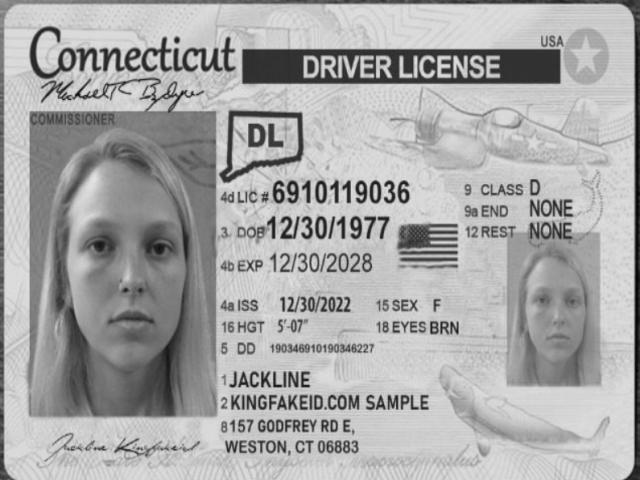 Connecticut
USA
DRIVER LICENSE
COMMISSIONER
DL
4d LIC # 6910119036
9 CLASS D
3 DOB 12/30/1977
9a END NONE
12 REST NONE
4b EXP 12/30/2028
4a ISS 12/30/2022 15 SEX F
16 HGT 5'-07" 18 EYES BRN
5 DD 190346910190346227
1 JACKLINE
2 KINGFAKEID.COM SAMPLE
8 157 GODFREY RD E,
WESTON, CT 06883
Jackline Kingfakeid